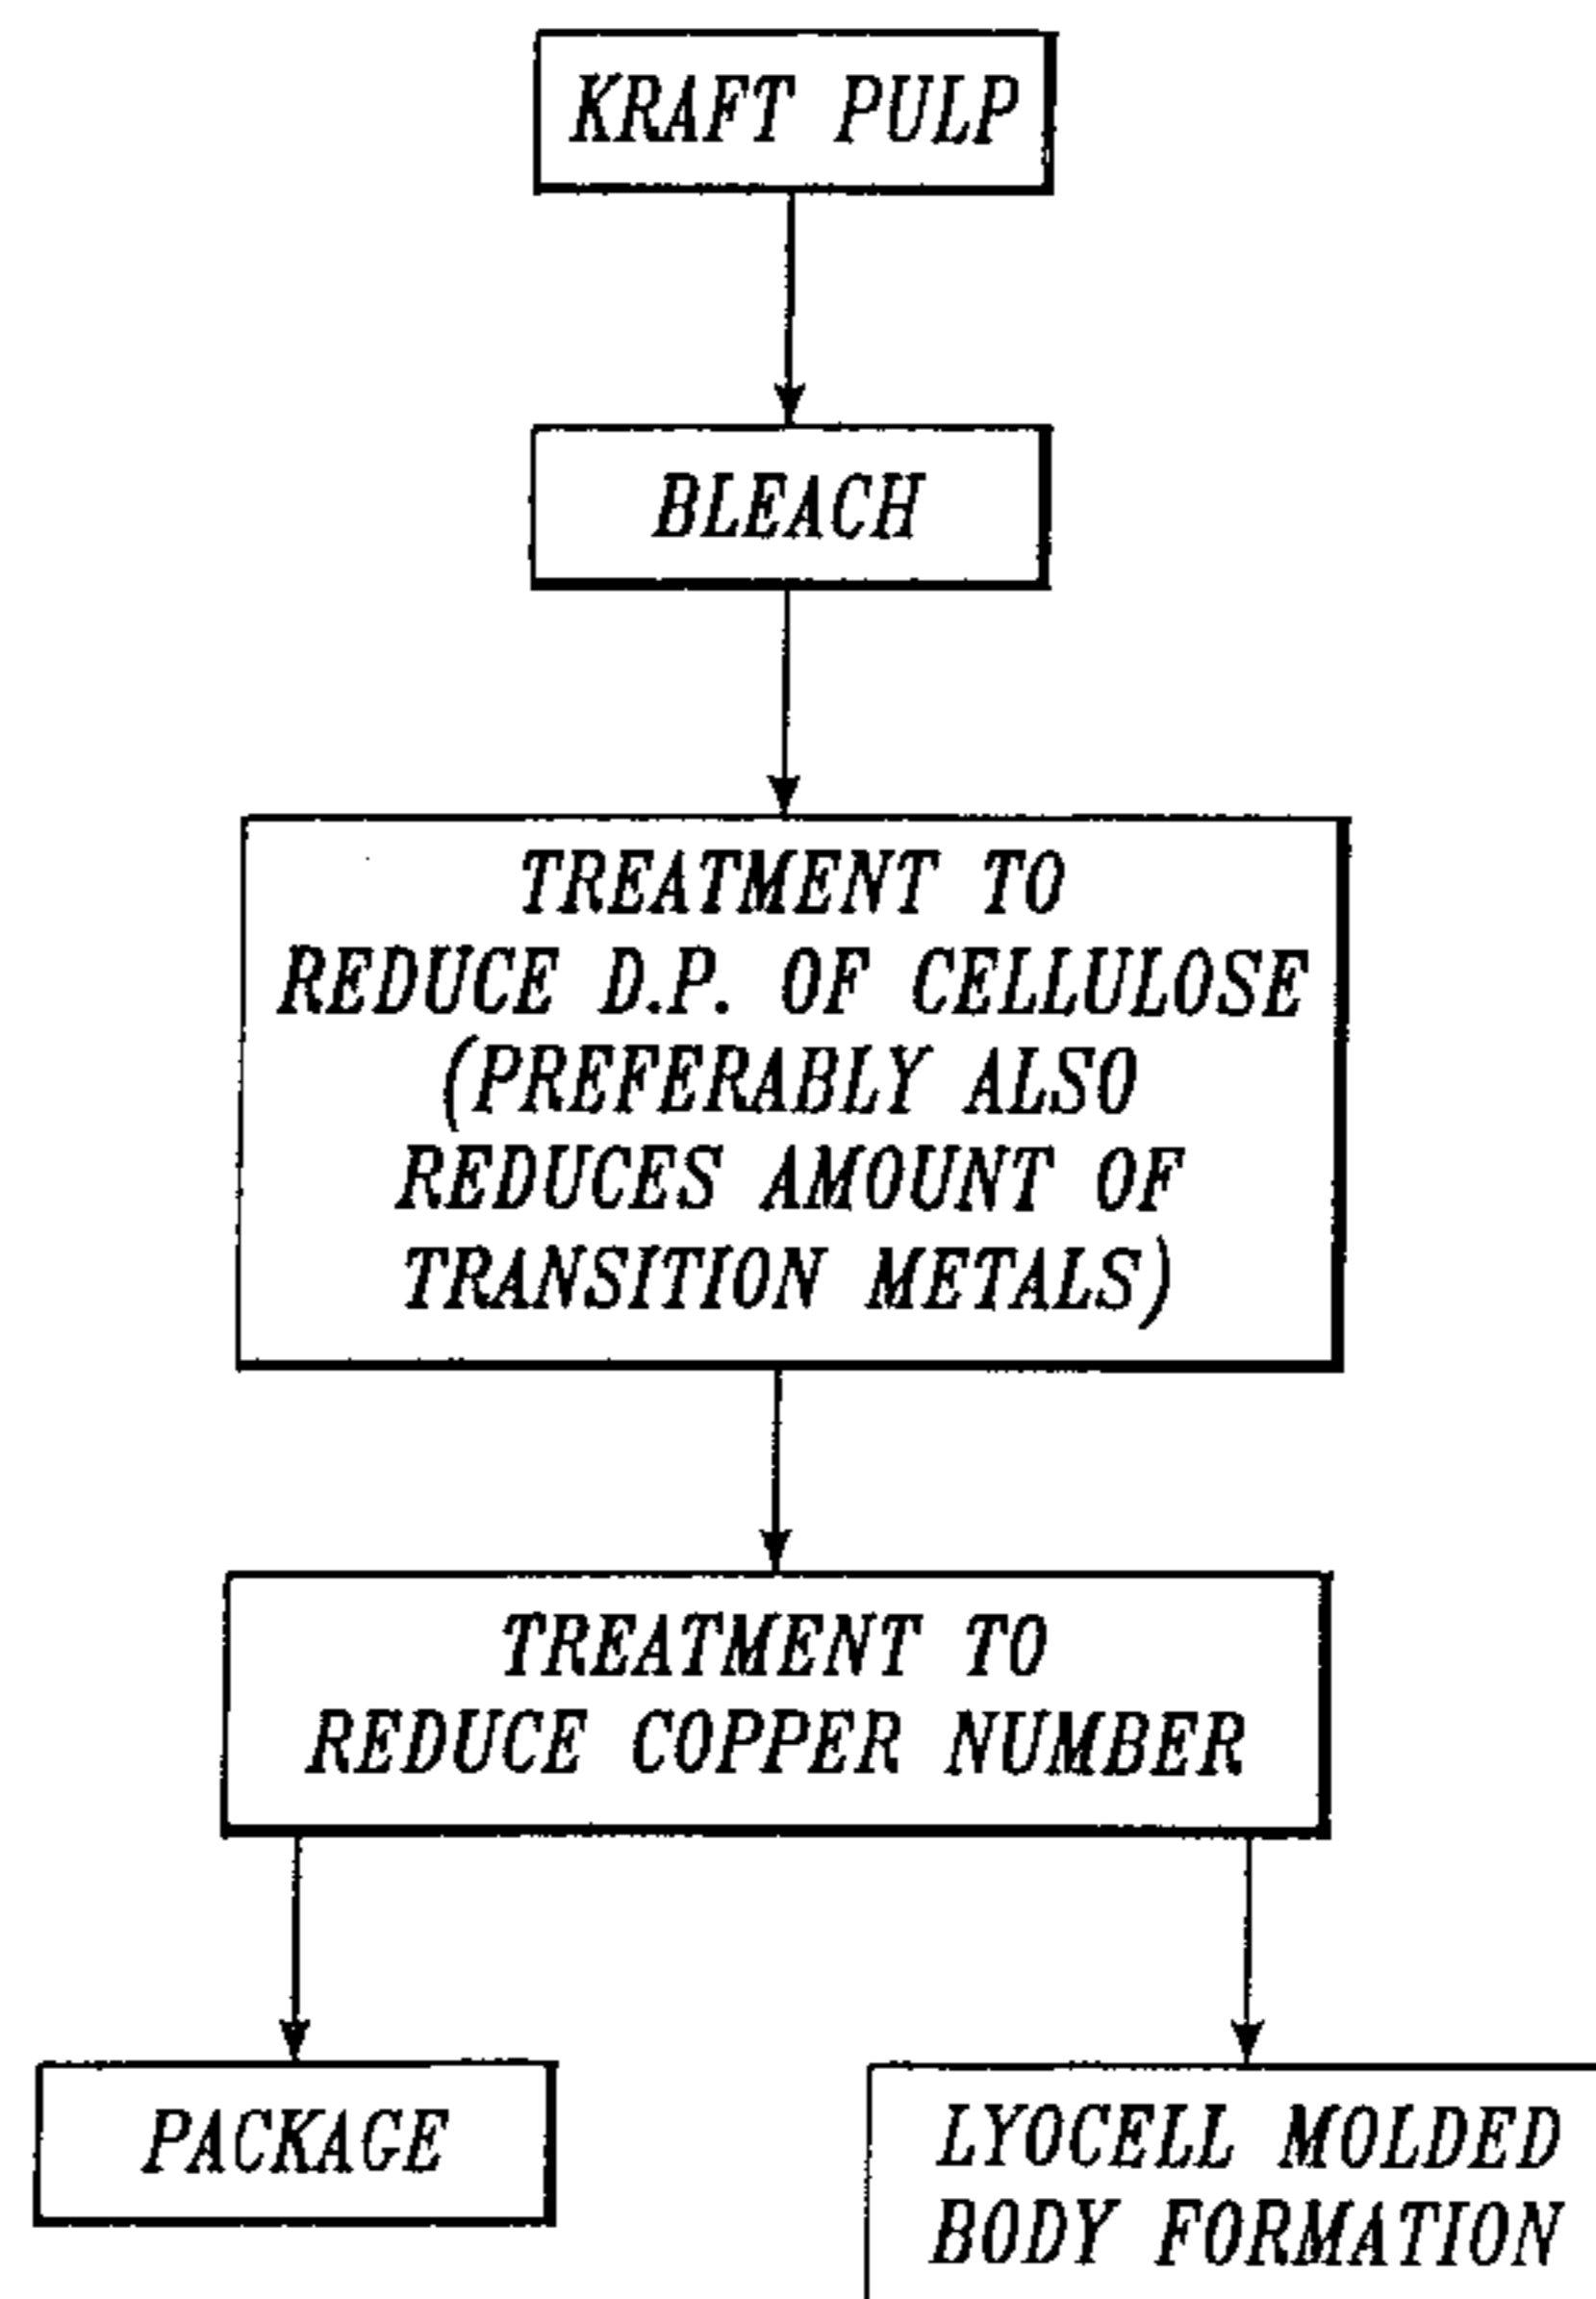 KRAFT PULP
BLEACH
TREATMENT TO
REDUCE D.P. OF CELLULOSE
(PREFERABLY ALSO
REDUCES AMOUNT OF
TRANSITION METALS)
TREATMENT TO
REDUCE COPPER NUMBER
PACKAGE
LYOCELL MOLDED
BODY FORMATION